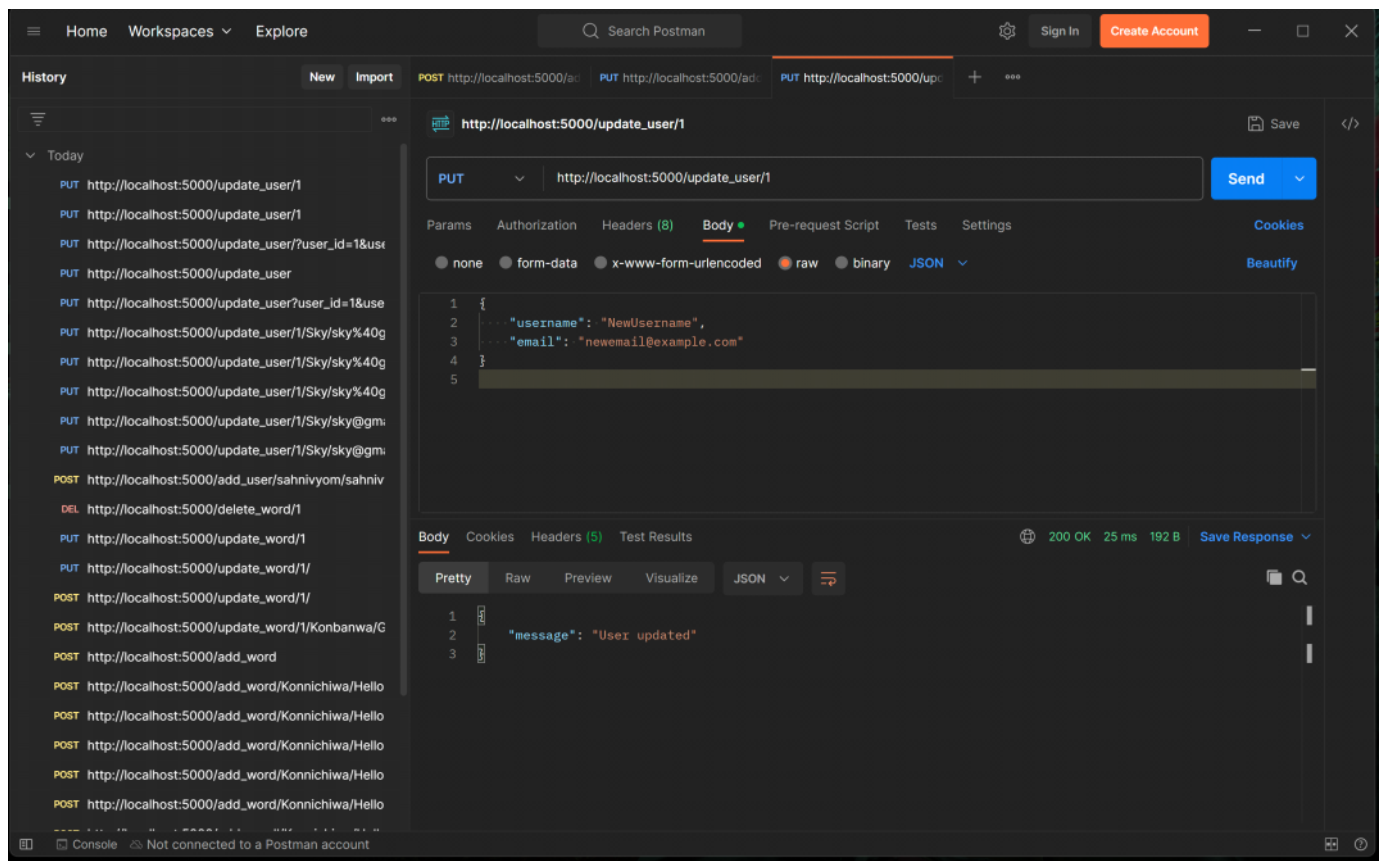 Home Workspaces Explore
Search Postman
Sign In Create Account
History New Import
Today
PUT http://localhost:5000/update_user/1
PUT http://localhost:5000/update_user/1
PUT http://localhost:5000/update_user/?user_id=1&use
PUT http://localhost:5000/update_user
PUT http://localhost:5000/update_user?user_id=1&use
PUT http://localhost:5000/update_user/1/Sky/sky%40g
PUT http://localhost:5000/update_user/1/Sky/sky%40g
PUT http://localhost:5000/update_user/1/Sky/sky%40g
PUT http://localhost:5000/update_user/1/Sky/sky@gm
PUT http://localhost:5000/update_user/1/Sky/sky@gm
POST http://localhost:5000/add_user/sahnivyom/sahniv
DEL http://localhost:5000/delete_word/1
PUT http://localhost:5000/update_word/1
PUT http://localhost:5000/update_word/1/
POST http://localhost:5000/update_word/1/
POST http://localhost:5000/update_word/1/Konbanwa/G
POST http://localhost:5000/add_word
POST http://localhost:5000/add_word/Konnichiwa/Hello
POST http://localhost:5000/add_word/Konnichiwa/Hello
POST http://localhost:5000/add_word/Konnichiwa/Hello
POST http://localhost:5000/add_word/Konnichiwa/Hello
POST http://localhost:5000/add_word/Konnichiwa/Hello
POST http://localhost:5000/ad PUT http://localhost:5000/add PUT http://localhost:5000/upd
HTTP http://localhost:5000/update_user/1 Save </>
PUT http://localhost:5000/update_user/1 Send
Params Authorization Headers (8) Body Pre-request Script Tests Settings Cookies
none form-data x-www-form-urlencoded raw binary JSON Beautify
1 {
2 "username": "NewUsername",
3 "email": "newemail@example.com"
4 }
5
Body Cookies Headers (5) Test Results 200 OK 25 ms 192 B Save Response
Pretty Raw Preview Visualize JSON
1 {
2 "message": "User updated"
3 }
Console Not connected to a Postman account